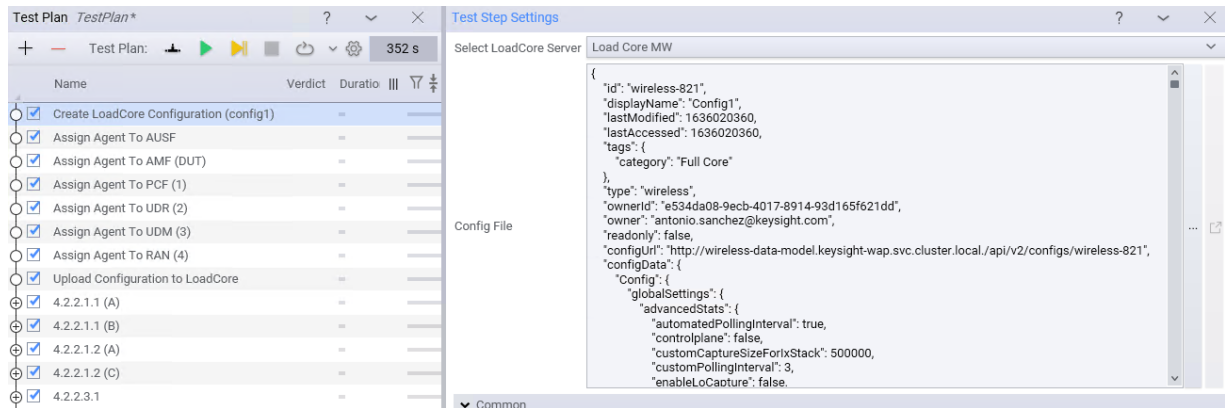 Test Plan TestPlan* ?
Test Plan: 352 s
Name Verdict Duratio
Create LoadCore Configuration (config1)
Assign Agent To AUSF
Assign Agent To AMF (DUT)
Assign Agent To PCF (1)
Assign Agent To UDR (2)
Assign Agent To UDM (3)
Assign Agent To RAN (4)
Upload Configuration to LoadCore
4.2.2.1.1 (A)
4.2.2.1.1 (B)
4.2.2.1.2 (A)
4.2.2.1.2 (C)
4.2.2.3.1
Test Step Settings ?
Select LoadCore Server Load Core MW
Config File
{
"id": "wireless-821",
"displayName": "Config1",
"lastModified": 1636020360,
"lastAccessed": 1636020360,
"tags": {
"category": "Full Core"
},
"type": "wireless",
"ownerId": "e534da08-9ecb-4017-8914-93d165f621dd",
"owner": "antonio.sanchez@keysight.com",
"readonly": false,
"configUrl": "http://wireless-data-model.keysight-wap.svc.cluster.local./api/v2/configs/wireless-821",
"configData": {
"Config": {
"globalSettings": {
"advancedStats": {
"automatedPollingInterval": true,
"controlplane": false,
"customCaptureSizeForIxStack": 500000,
"customPollingInterval": 3,
"enableLoCapture": false,
...
Common